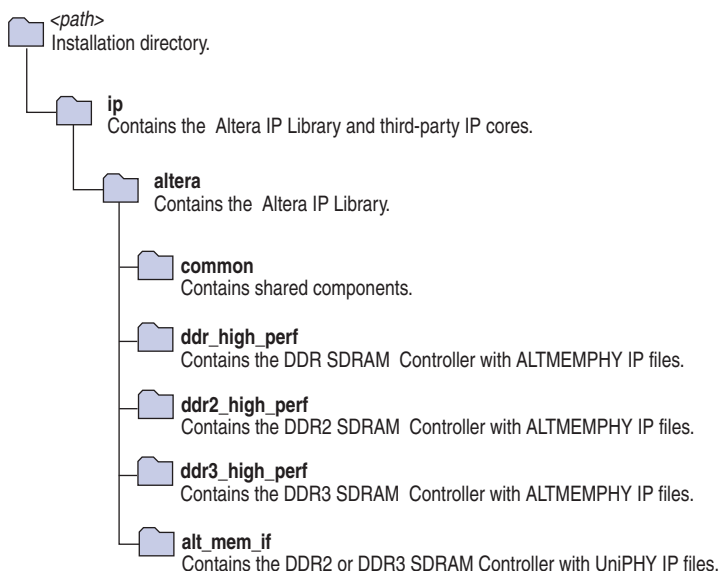 <path>
Installation directory.
ip
Contains the Altera IP Library and third-party IP cores.
altera
Contains the Altera IP Library.
common
Contains shared components.
ddr_high_perf
Contains the DDR SDRAM Controller with ALTMEMPHY IP files.
ddr2_high_perf
Contains the DDR2 SDRAM Controller with ALTMEMPHY IP files.
ddr3_high_perf
Contains the DDR3 SDRAM Controller with ALTMEMPHY IP files.
alt_mem_if
Contains the DDR2 or DDR3 SDRAM Controller with UniPHY IP files.